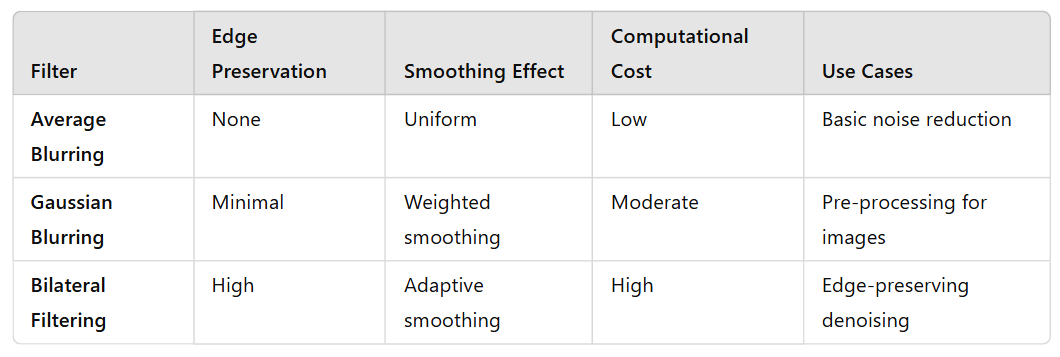 Filter
Edge
Preservation
Smoothing Effect
Computational
Cost
Use Cases
Average
Blurring
None
Uniform
Low
Basic noise reduction
Gaussian
Blurring
Minimal
Weighted
smoothing
Moderate
Pre-processing for
images
Bilateral
Filtering
High
Adaptive
smoothing
High
Edge-preserving
denoising